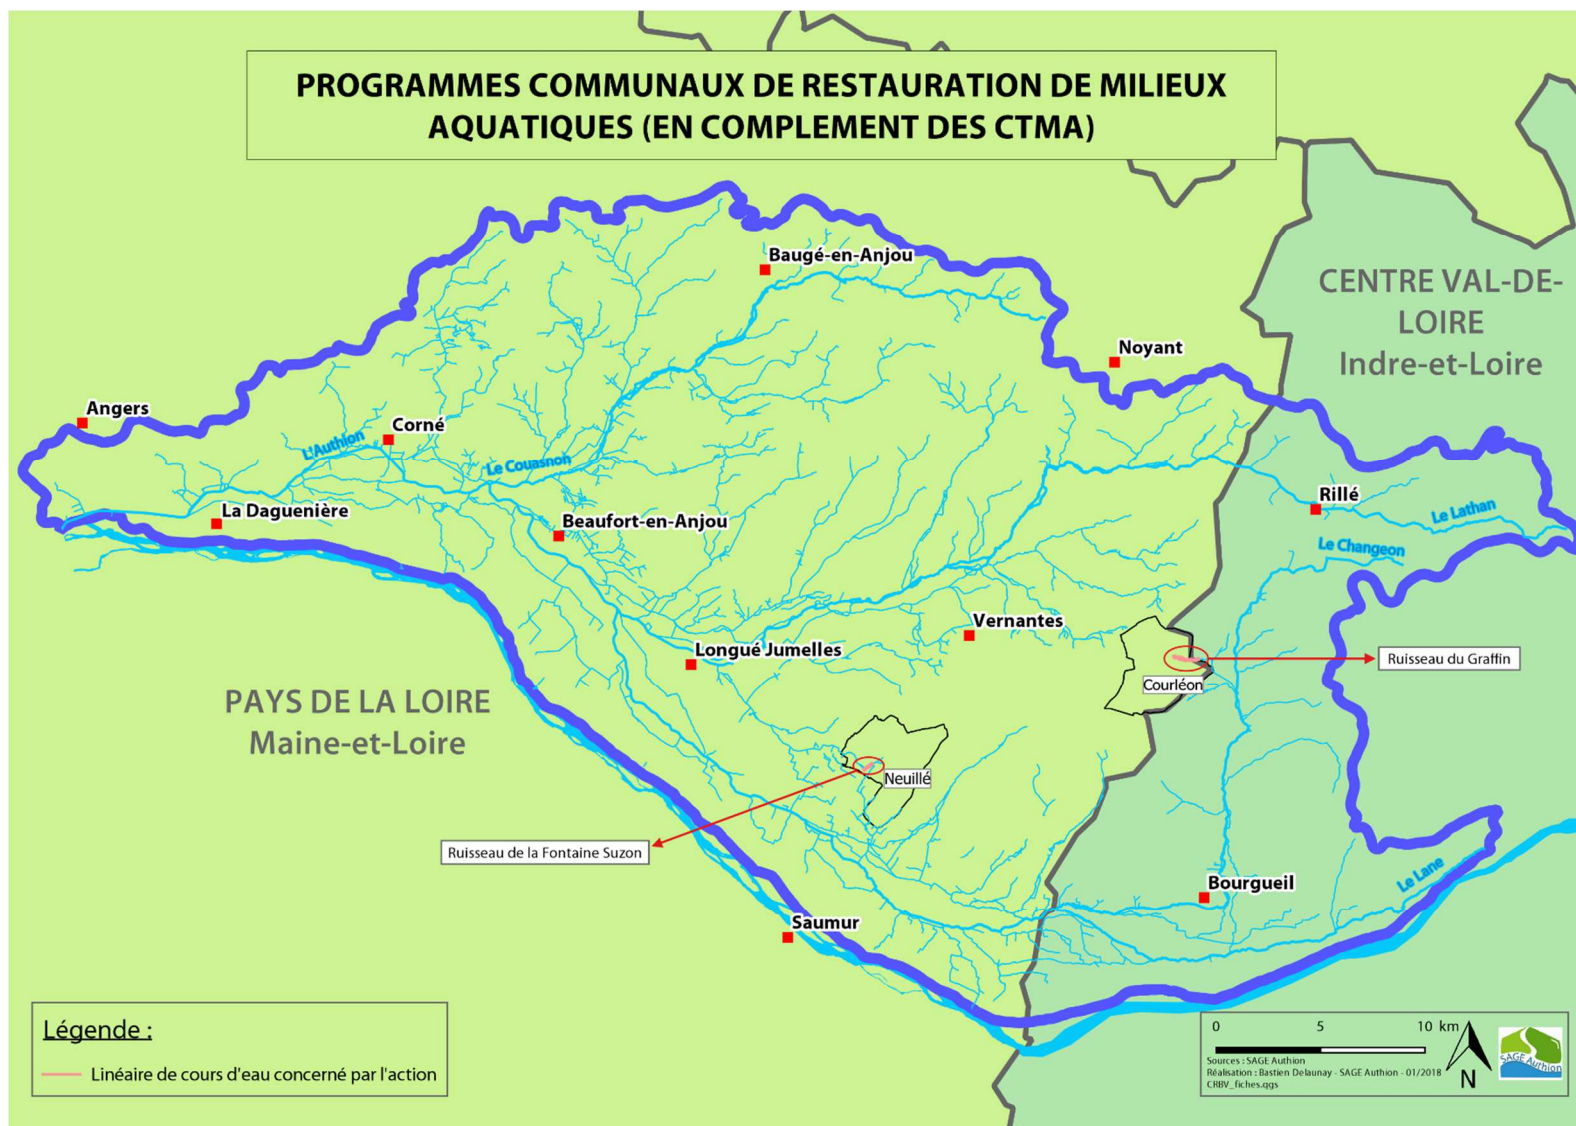 PROGRAMMES COMMUNAUX DE RESTAURATION DE MILIEUX
AQUATIQUES (EN COMPLEMENT DES CTMA)
Baugé-en-Anjou
CENTRE VAL-DE-
LOIRE
Indre-et-Loire
Noyant
Angers
Corné
L'Authion
Le Couasnon
Rillé
La Daguenière
Beaufort-en-Anjou
Le Lathan
Le Changeon
Vernantes
Longué Jumelles
Ruisseau du Graffin
Courléon
PAYS DE LA LOIRE
Maine-et-Loire
Neuillé
Ruisseau de la Fontaine Suzon
Le Lane
Bourgueil
Saumur
Légende :
Linéaire de cours d'eau concerné par l'action
0 5 10 km
Sources : SAGE Authion
Réalisation : Bastien Delaunay - SAGE Authion - 01/2018
CRBV_fiches.qgs
N
SAGE Authion